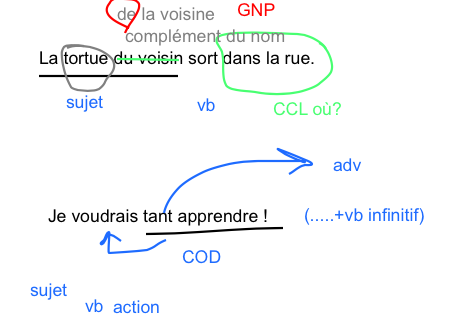 de la voisine GNP
complément du nom
La tortue du voisin sort dans la rue.
sujet vb CCL où?
adv
Je voudrais tant apprendre ! (.....+vb infinitif)
COD
sujet
vb action